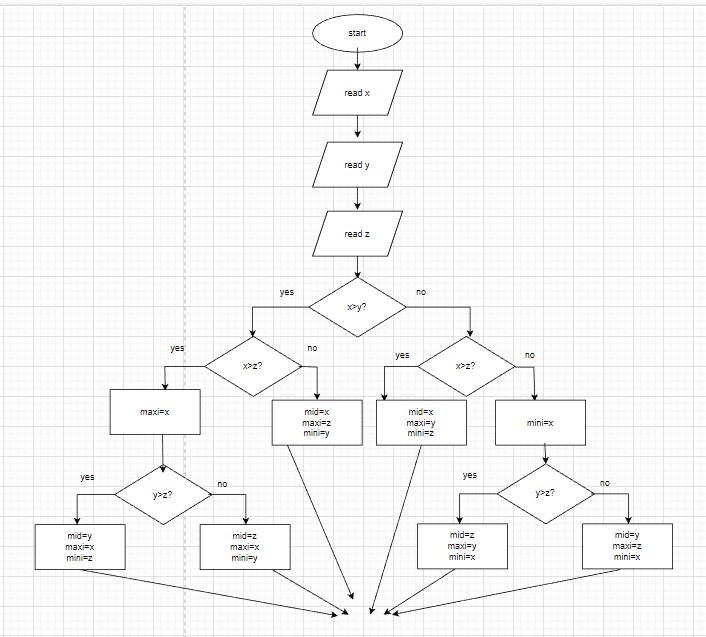 start
read x
read y
read z
x>y?
yes
no
x>z?
yes
no
x>z?
yes
no
maxi=x
mid=x
maxi=z
mini=y
mid=x
maxi=y
mini=z
mini=x
y>z?
yes
no
y>z?
yes
no
mid=y
maxi=x
mini=z
mid=z
maxi=x
mini=y
mid=z
maxi=y
mini=x
mid=y
maxi=z
mini=x